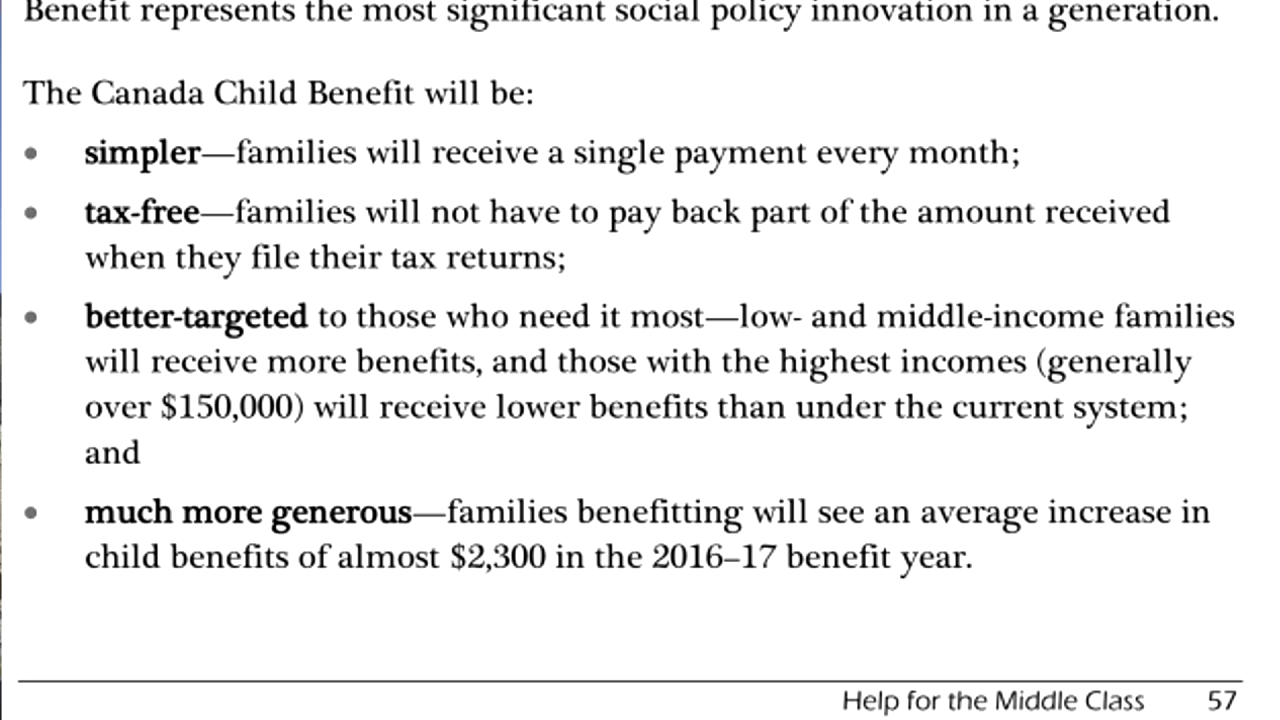 Benefit represents the most significant social policy innovation in a generation.
The Canada Child Benefit will be:
• simpler—families will receive a single payment every month;
• tax-free—families will not have to pay back part of the amount received
when they file their tax returns;
• better-targeted to those who need it most—low- and middle-income families
will receive more benefits, and those with the highest incomes (generally
over $150,000) will receive lower benefits than under the current system;
and
• much more generous—families benefitting will see an average increase in
child benefits of almost $2,300 in the 2016–17 benefit year.
Help for the Middle Class 57